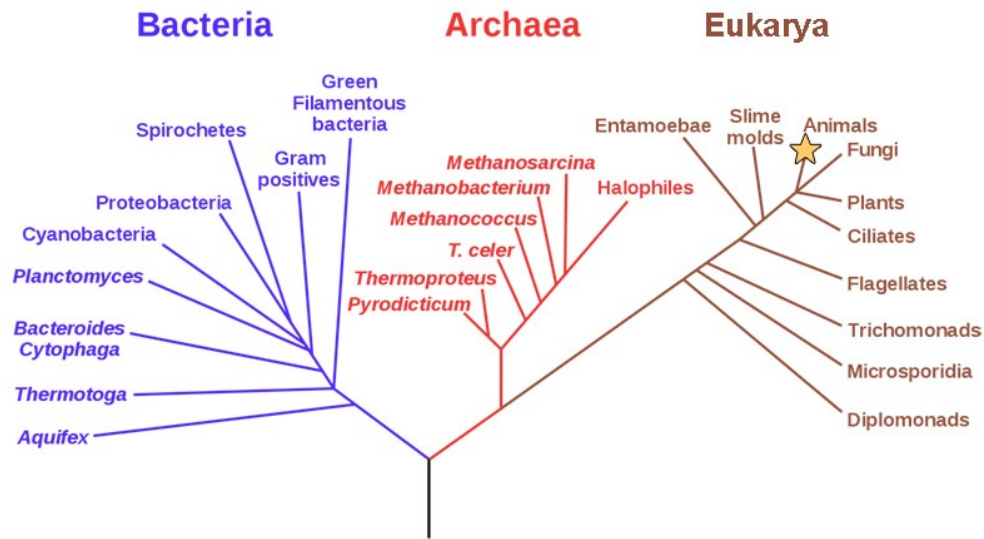 Bacteria
Archaea
Eukarya
Green
Filamentous
bacteria
Spirochetes
Gram
positives
Proteobacteria
Cyanobacteria
Planctomyces
Bacteroides
Cytophaga
Thermotoga
Aquifex
Methanosarcina
Methanobacterium
Halophiles
Methanococcus
T. celer
Thermoproteus
Pyrodicticum
Entamoebae
Slime
molds
Animals
Fungi
Plants
Ciliates
Flagellates
Trichomonads
Microsporidia
Diplomonads